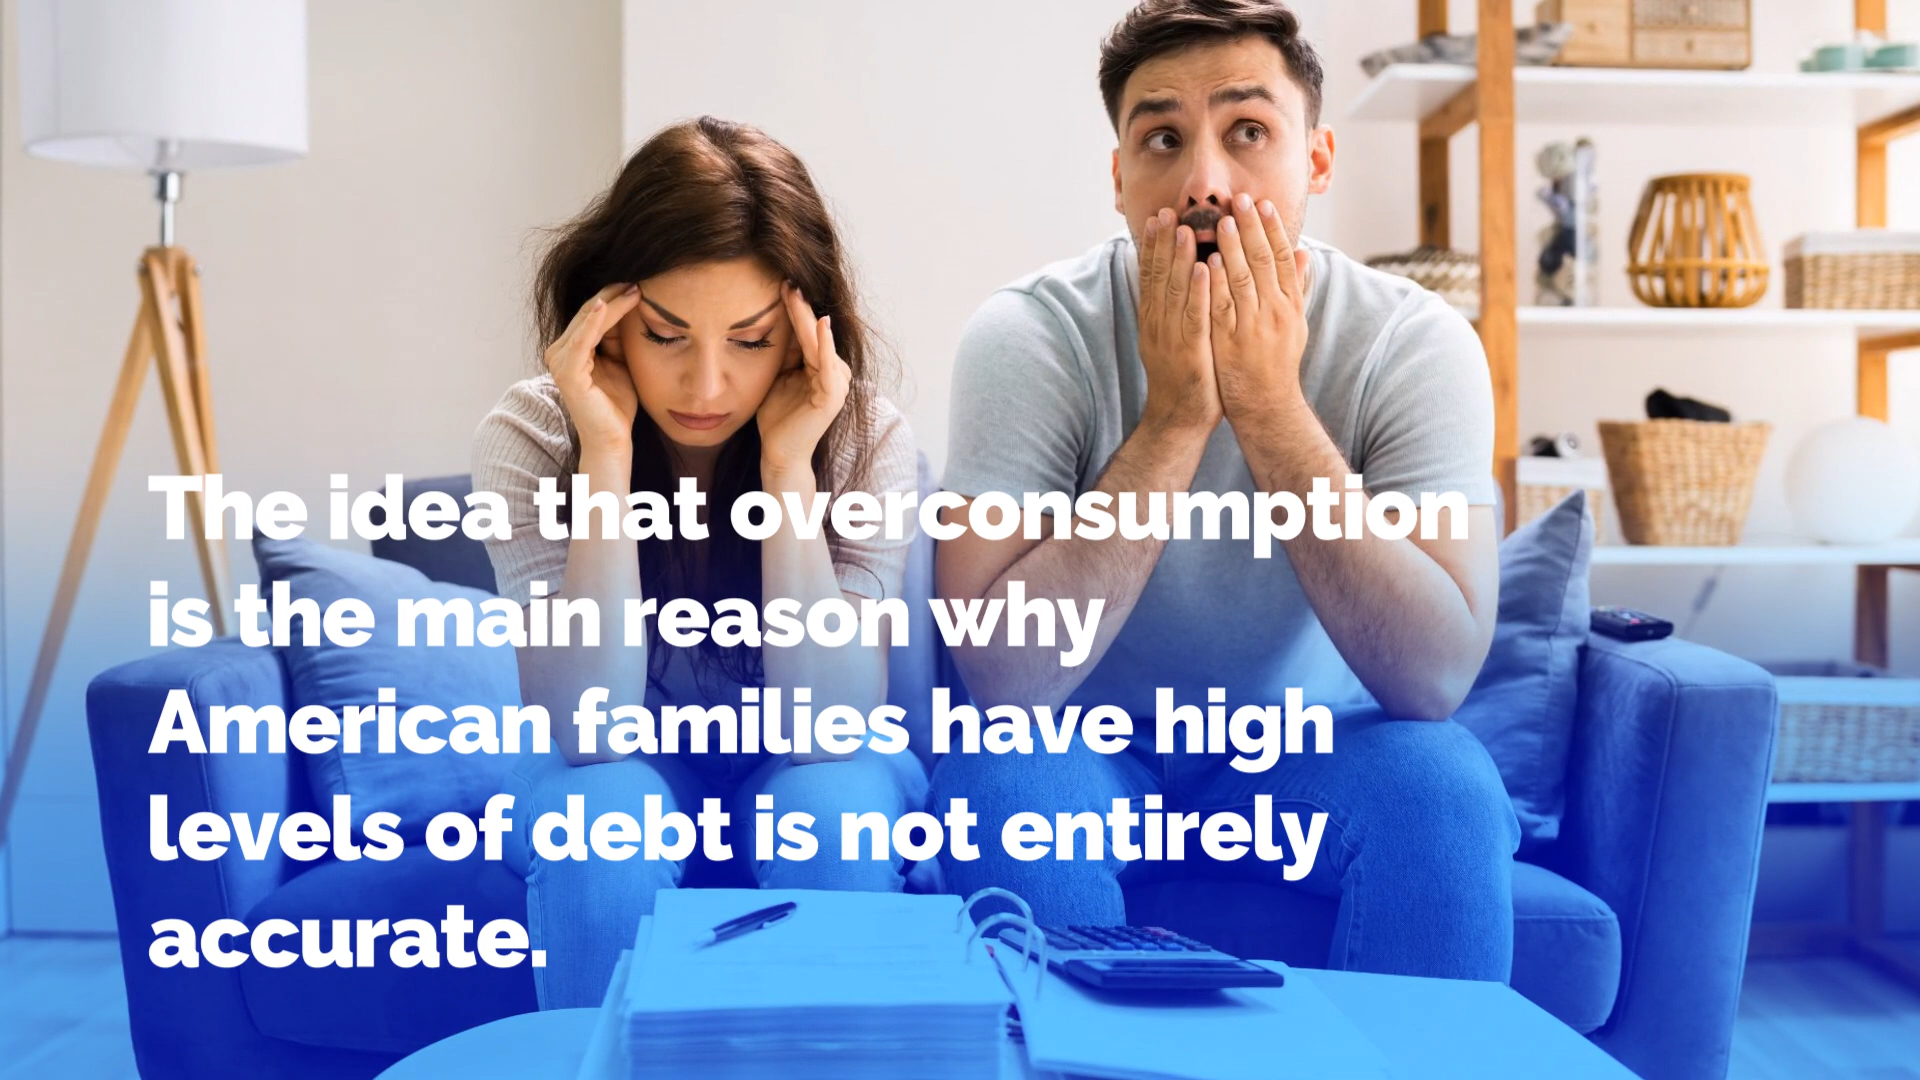 The idea that overconsumption
is the main reason why
American families have high
levels of debt is not entirely
accurate.